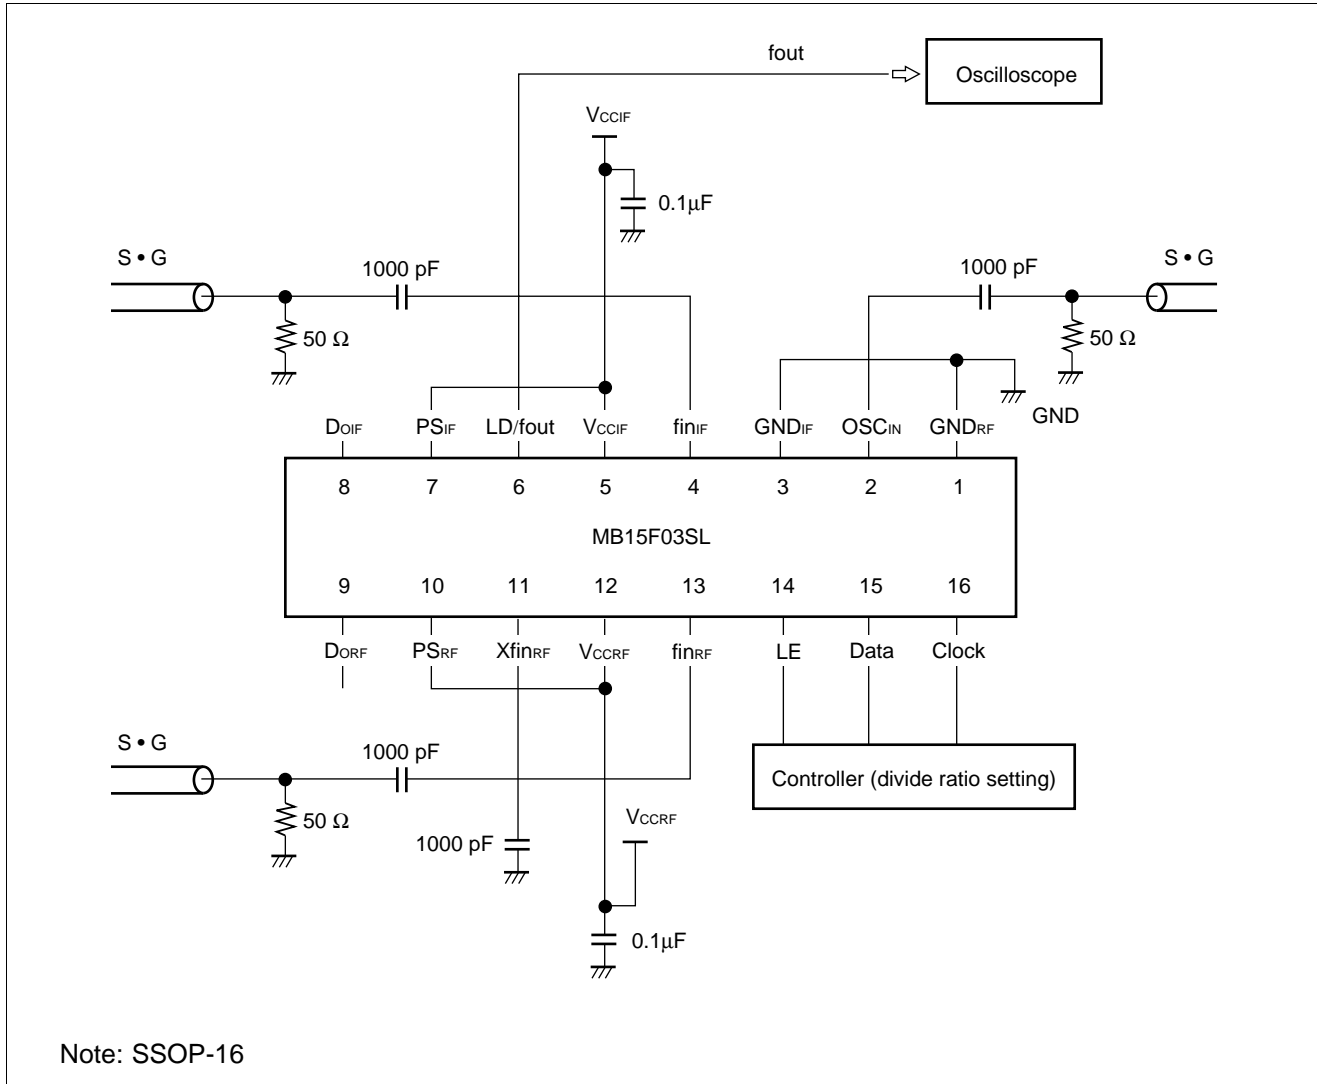 fout
Oscilloscope
VCCIF
0.1µF
S • G
1000 pF
50 Ω
1000 pF
S • G
50 Ω
GND
DOIF PSIF LD/fout VCCIF finIF GNDIF OSCIN GNDRF
8 7 6 5 4 3 2 1
MB15F03SL
9 10 11 12 13 14 15 16
DORF PSRF XfinRF VCCRF finRF LE Data Clock
S • G
1000 pF
50 Ω
Controller (divide ratio setting)
1000 pF
VCCRF
0.1µF
Note: SSOP-16